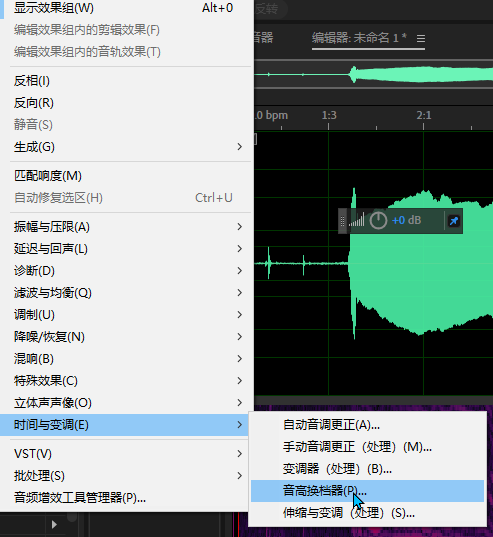 显示效果组(W) Alt+0
反转
编辑效果组内的剪辑效果(F)
音器
编辑器: 未命名 1 *
编辑效果组内的音轨效果(T)
反相(I)
反向(R)
.0 bpm 1:3 2:1
静音(S)
生成(G)
匹配响度(M)
自动修复选区(H) Ctrl+U
振幅与压限(A)
+0 dB
延迟与回声(L)
诊断(D)
滤波与均衡(Q)
调制(U)
降噪/恢复(N)
混响(B)
特殊效果(C)
立体声声像(O)
时间与变调(E)
自动音调更正(A)...
手动音调更正（处理）(M)...
变调器（处理）(B)...
音高换档器(P)...
伸缩与变调（处理）(S)...
VST(V)
批处理(S)
音频增效工具管理器(P)...